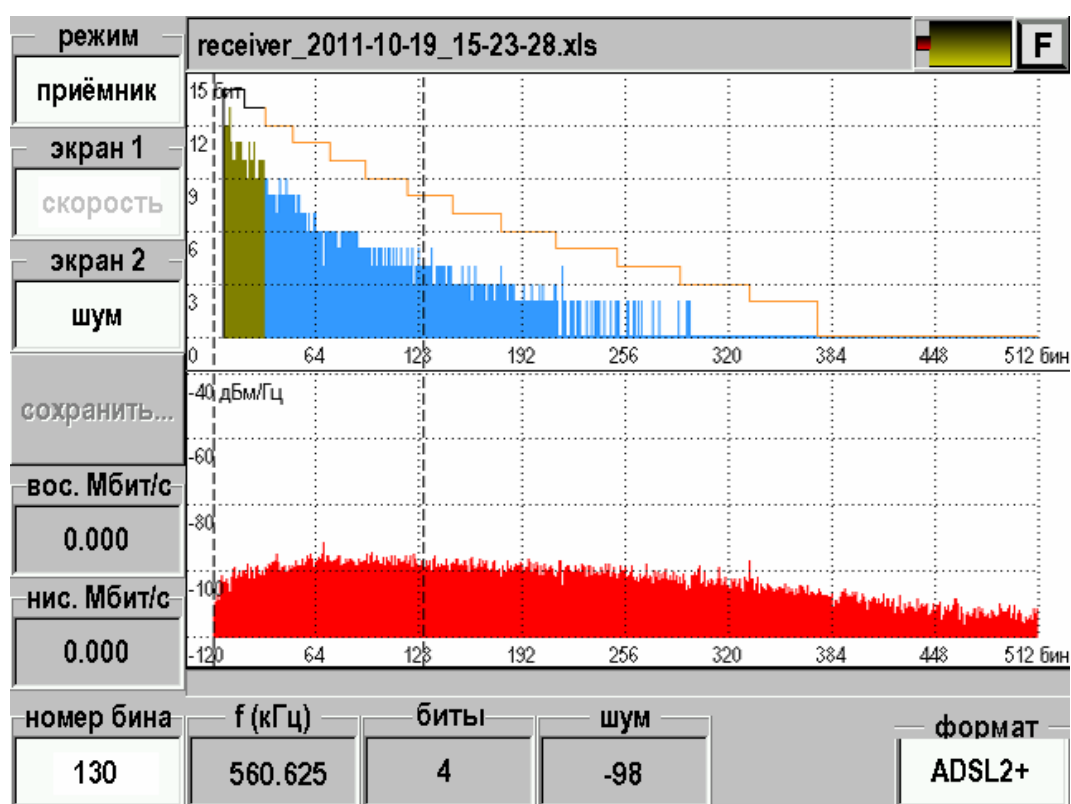 режим
receiver_2011-10-19_15-23-28.xls
F
приёмник
экран 1
скорость
экран 2
шум
сохранить...
вос. Мбит/с
0.000
нис. Мбит/с
0.000
15 бит
12
9
6
3
0 64 128 192 256 320 384 448 512 бин
-40 дБм/Гц
-60
-80
-100
-120 64 128 192 256 320 384 448 512 бин
номер бина f (кГц) биты шум формат
130 560.625 4 -98 ADSL2+